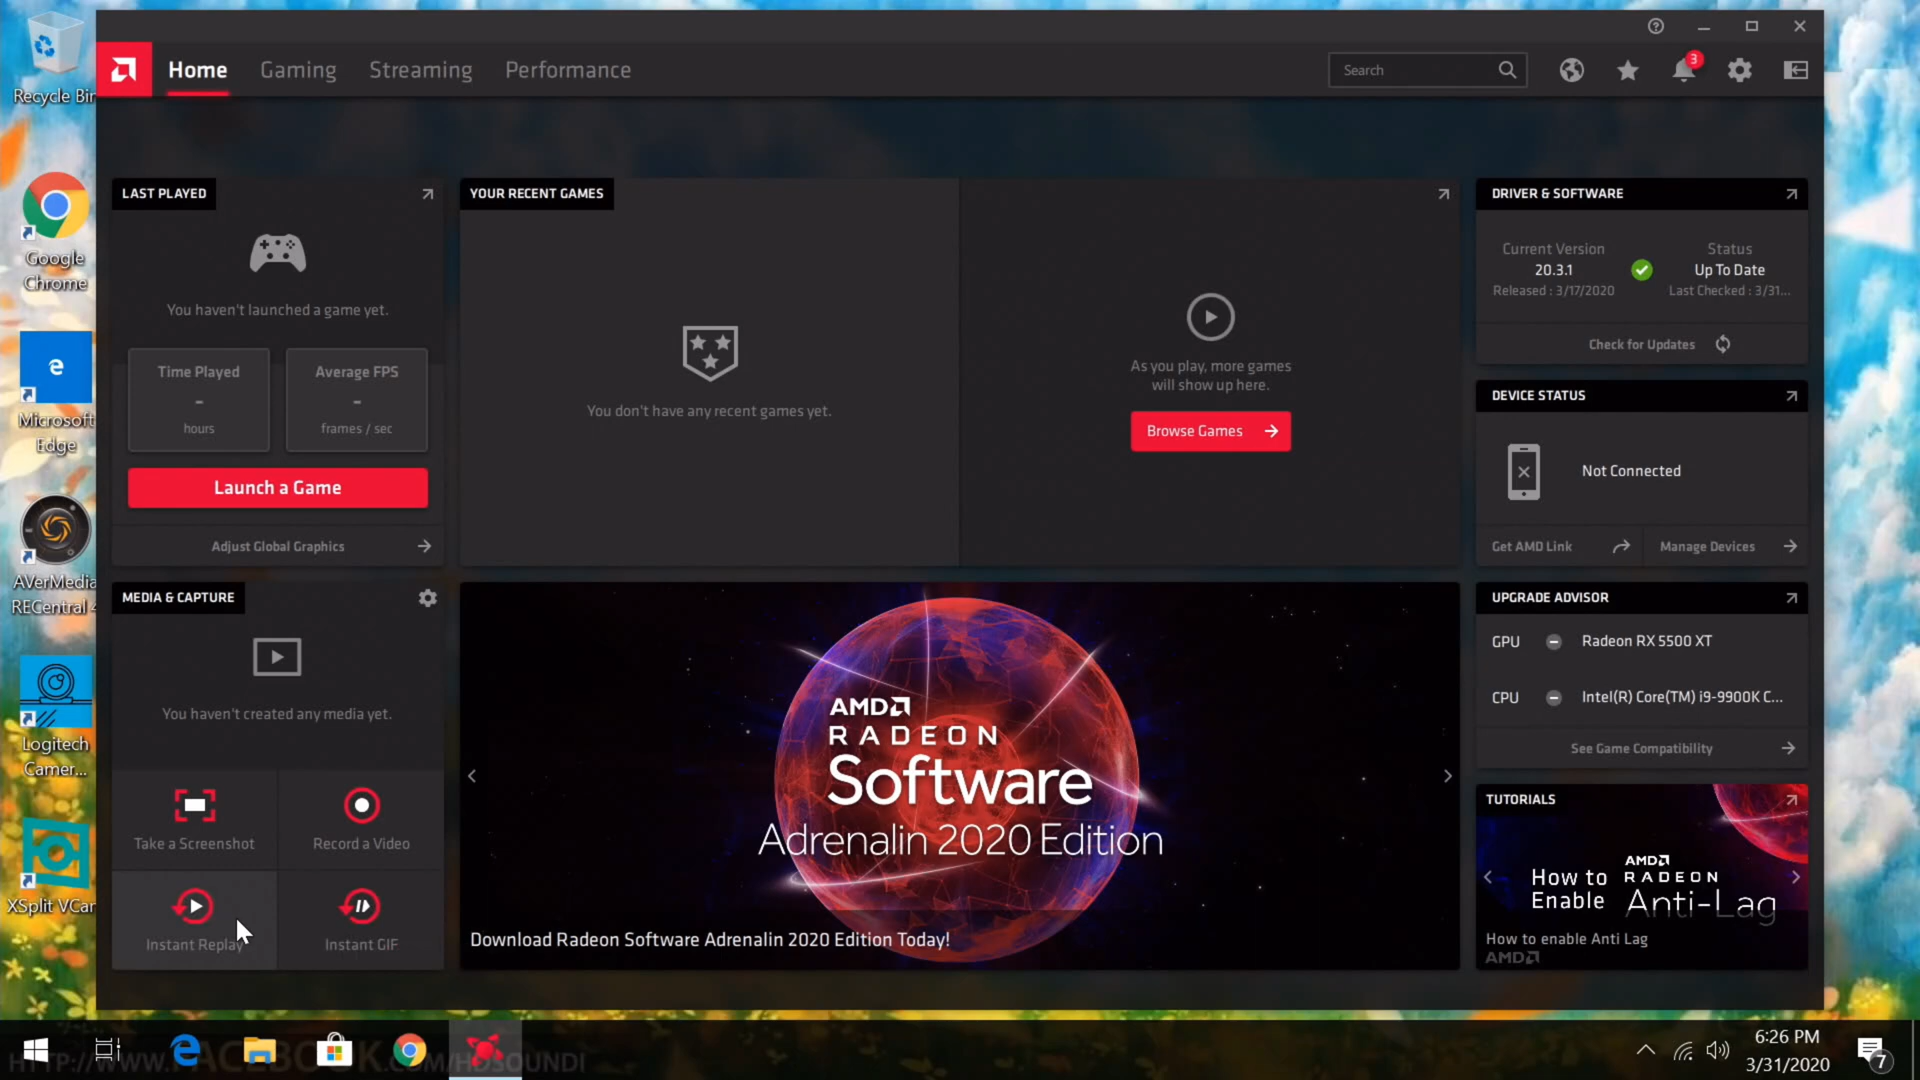 Recycle Bin
Google
Chrome
Microsoft
Edge
AVerMedia
RECentral 4
Logitech
Camer...
XSplit VCam
Home
Gaming
Streaming
Performance
Search
3
LAST PLAYED
You haven't launched a game yet.
Time Played
-
hours
Average FPS
-
frames / sec
Launch a Game
Adjust Global Graphics
YOUR RECENT GAMES
You don't have any recent games yet.
As you play, more games
will show up here.
Browse Games
DRIVER & SOFTWARE
Current Version
20.3.1
Released : 3/17/2020
Status
Up To Date
Last Checked : 3/31...
Check for Updates
DEVICE STATUS
Not Connected
Get AMD Link
Manage Devices
MEDIA & CAPTURE
You haven't created any media yet.
Take a Screenshot
Record a Video
Instant Replay
Instant GIF
AMD
RADEON
Software
Adrenalin 2020 Edition
Download Radeon Software Adrenalin 2020 Edition Today!
UPGRADE ADVISOR
GPU
Radeon RX 5500 XT
CPU
Intel(R) Core(TM) i9-9900K C...
See Game Compatibility
TUTORIALS
How to
Enable
AMD
RADEON
Anti-Lag
How to enable Anti Lag
AMD
HTTP://WWW.FACEBOOK.COM/HDSOUNDI
6:26 PM
3/31/2020
7